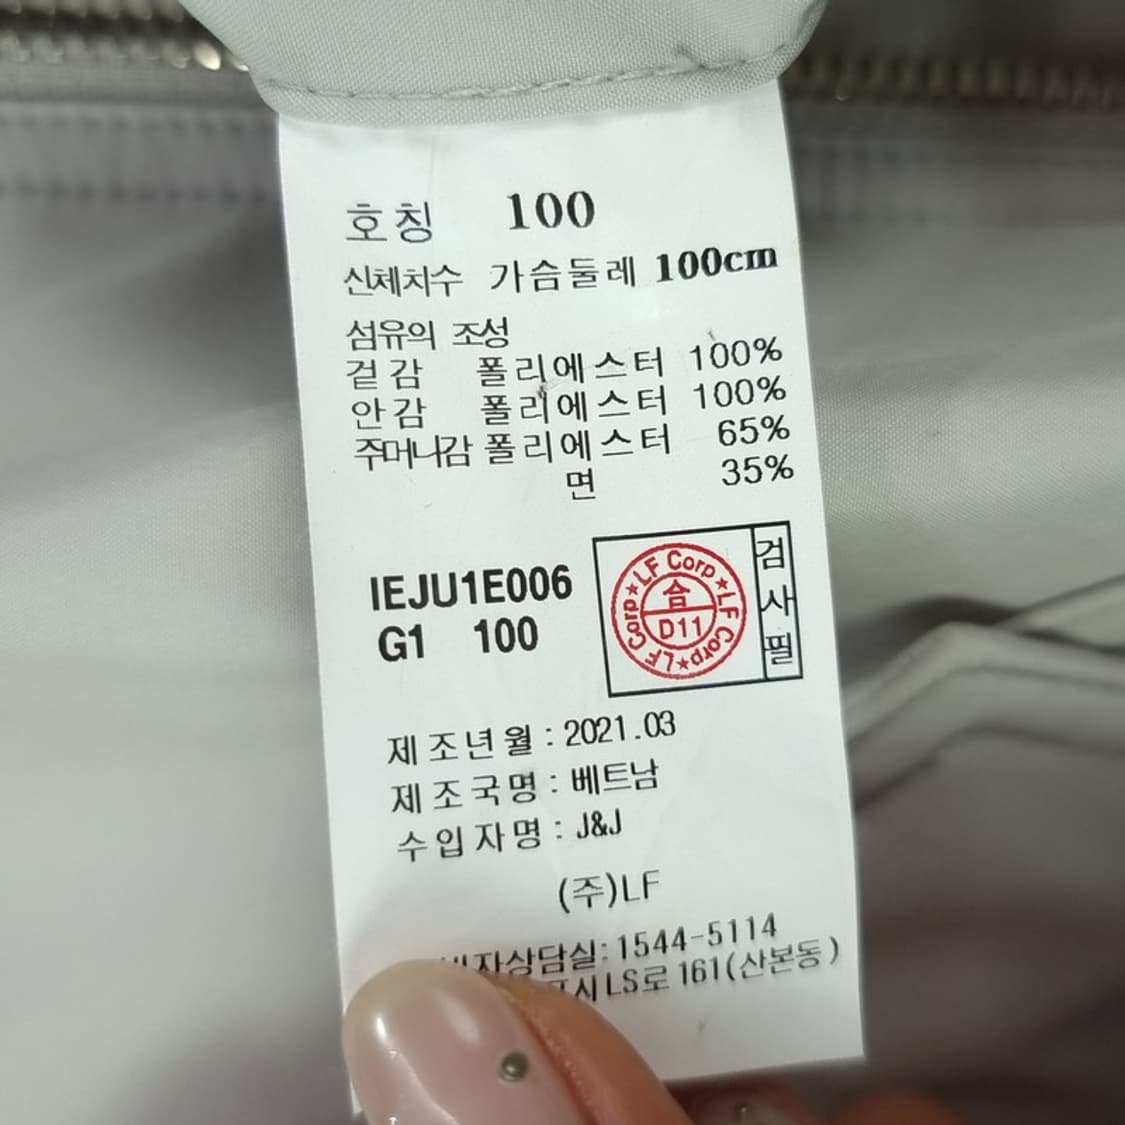 호칭 100
신체치수 가슴둘레 100cm
섬유의 조성
겉감 폴리에스터 100%
안감 폴리에스터 100%
주머니감 폴리에스터 65%
면 35%
IEJU1E006
G1 100
LF Corp★LF Corp★LF Corp★
合
D11
검사필
제조년월 : 2021.03
제조국명 : 베트남
수입자명 : J&J
(주)LF
자상담실: 1544-5114
시 LS로 161(산본동)